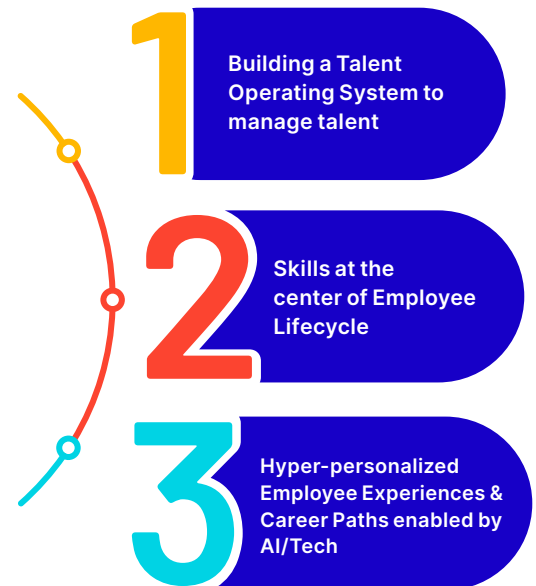 1
Building a Talent
Operating System to
manage talent
2
Skills at the
center of Employee
Lifecycle
3
Hyper-personalized
Employee Experiences &
Career Paths enabled by
AI/Tech